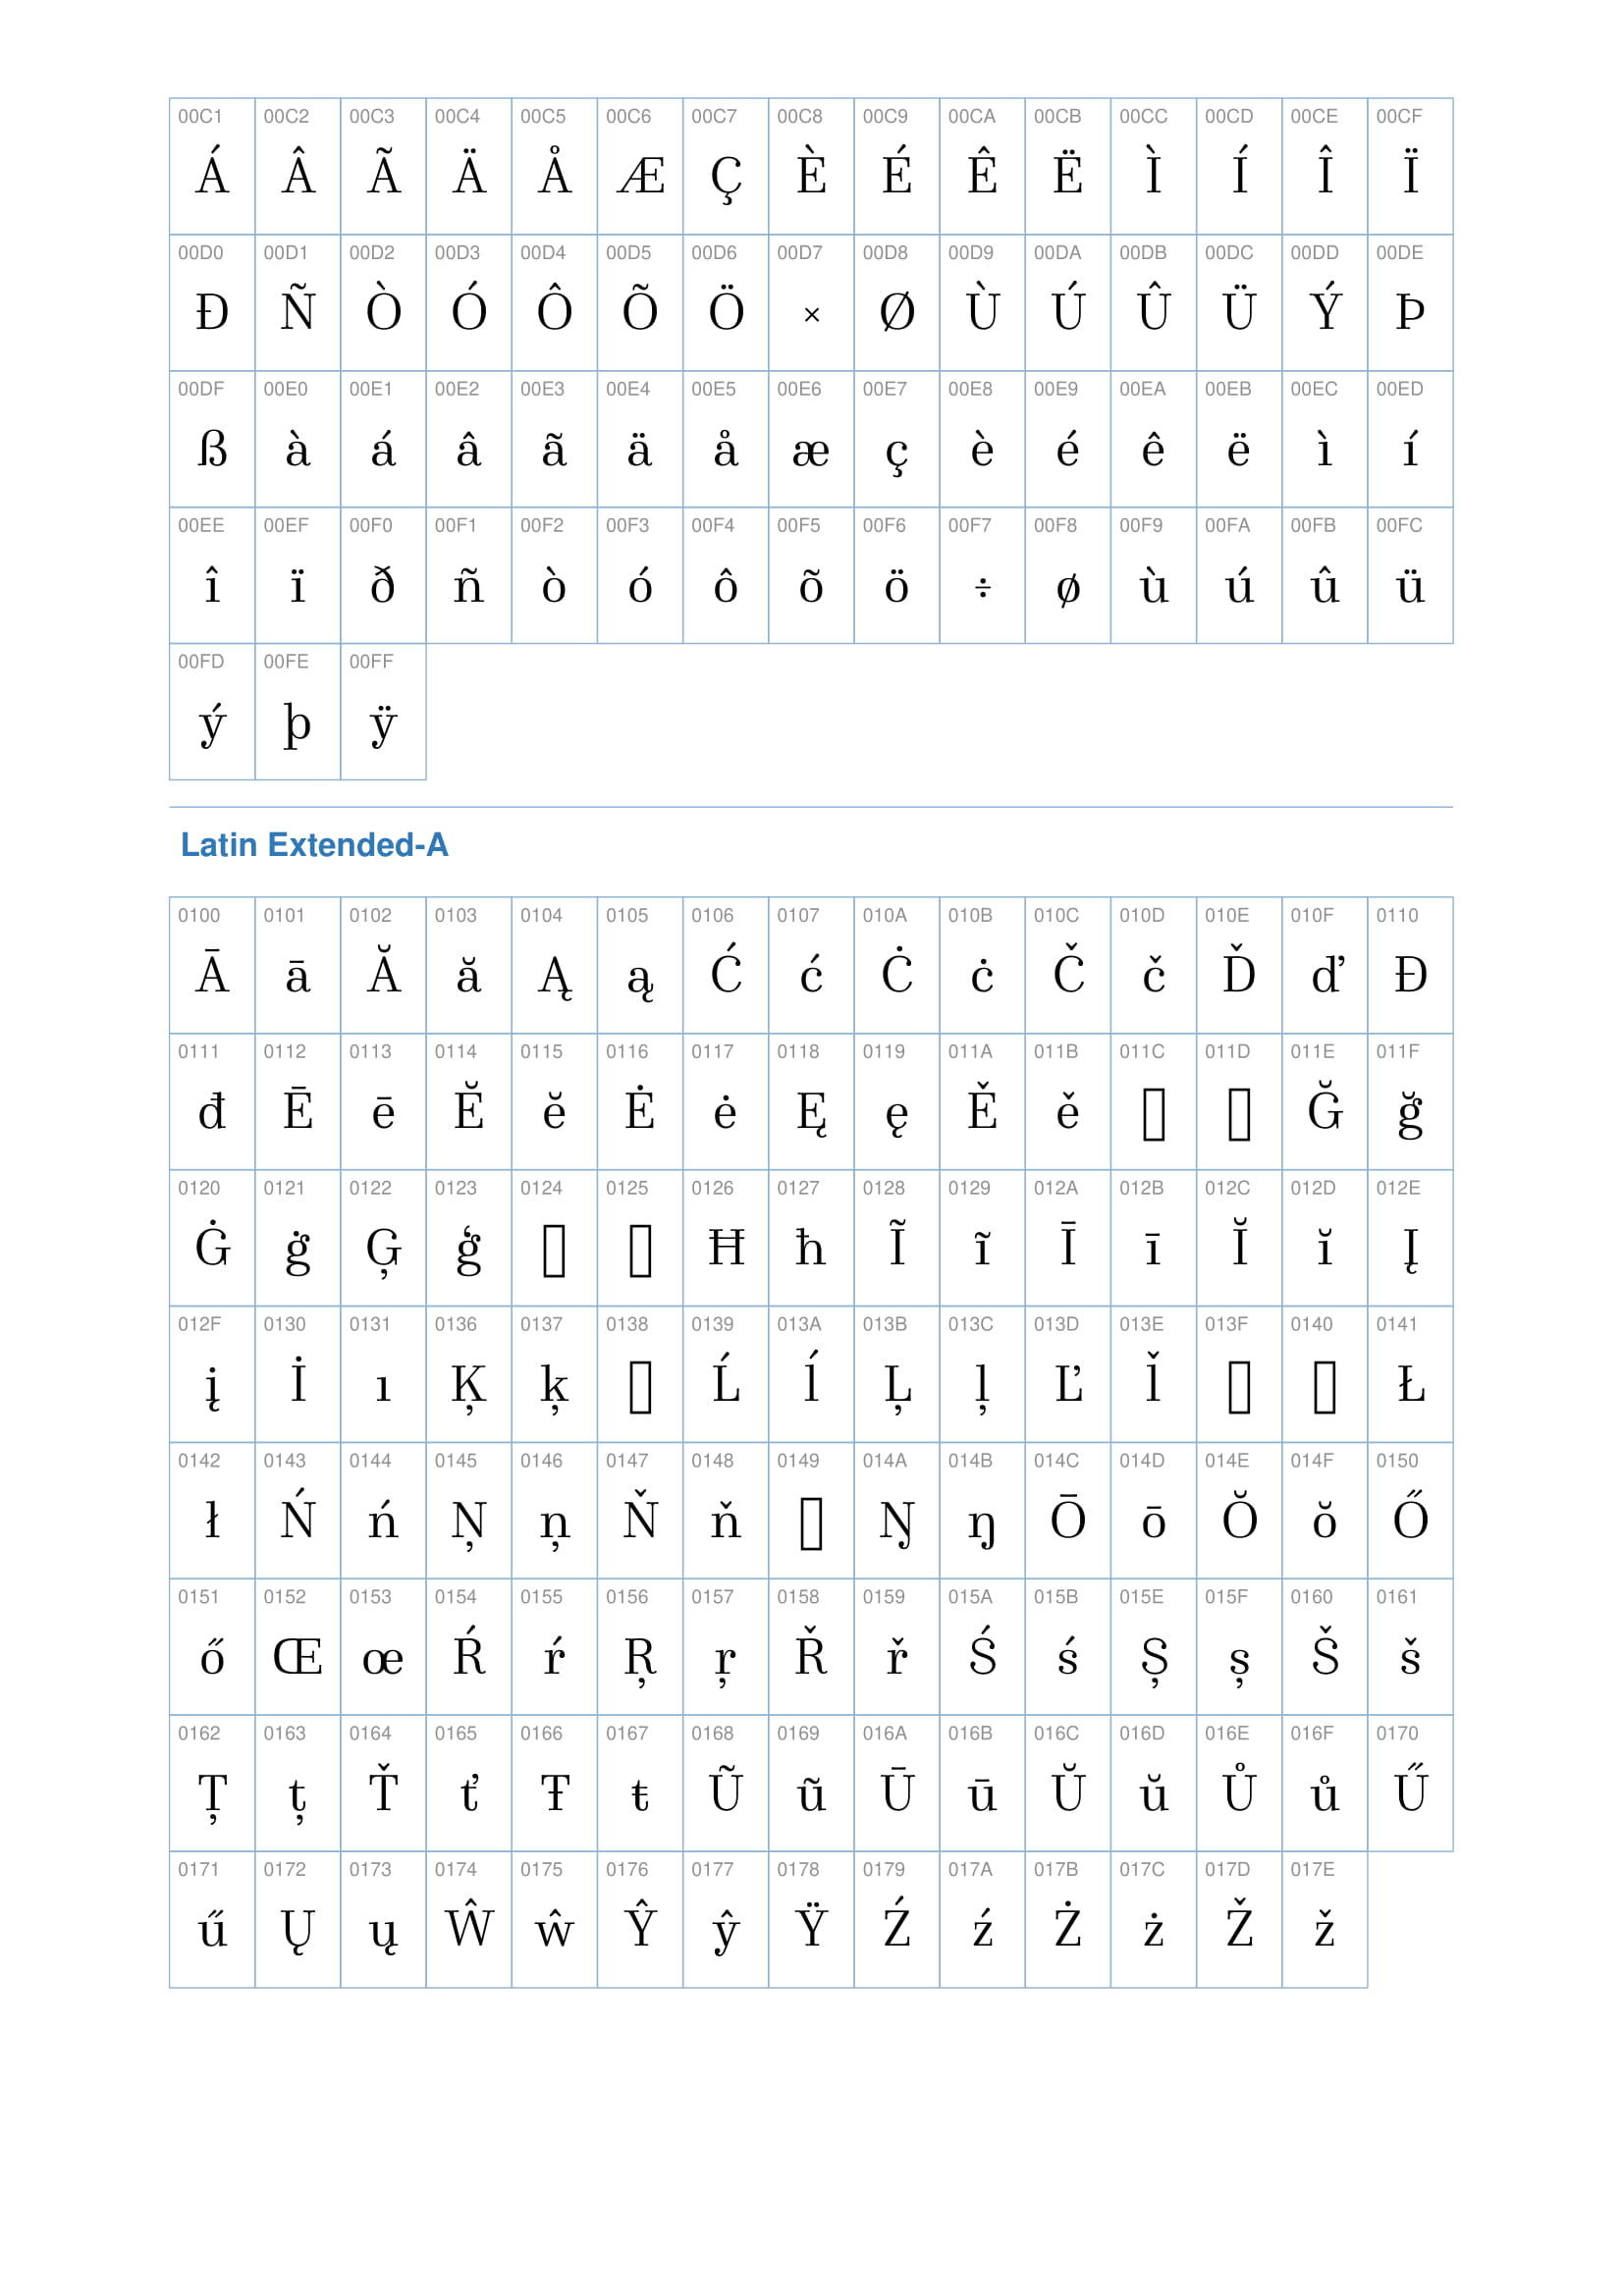 00C1 00C2 00C3 00C4 00C5 00C6 00C7 00C8 00C9 00CA 00CB 00CC 00CD 00CE 00CF
Á Â Ã Ä Å Æ Ç È É Ê Ë Ì Í Î Ï
00D0 00D1 00D2 00D3 00D4 00D5 00D6 00D7 00D8 00D9 00DA 00DB 00DC 00DD 00DE
Ð Ñ Ò Ó Ô Õ Ö × Ø Ù Ú Û Ü Ý Þ
00DF 00E0 00E1 00E2 00E3 00E4 00E5 00E6 00E7 00E8 00E9 00EA 00EB 00EC 00ED
ß à á â ã ä å æ ç è é ê ë ì í
00EE 00EF 00F0 00F1 00F2 00F3 00F4 00F5 00F6 00F7 00F8 00F9 00FA 00FB 00FC
î ï ð ñ ò ó ô õ ö ÷ ø ù ú û ü
00FD 00FE 00FF
ý þ ÿ
Latin Extended-A
0100 0101 0102 0103 0104 0105 0106 0107 010A 010B 010C 010D 010E 010F 0110
Ā ā Ă ă Ą ą Ć ć Ċ ċ Č č Ď ď Đ
0111 0112 0113 0114 0115 0116 0117 0118 0119 011A 011B 011C 011D 011E 011F
đ Ē ē Ĕ ĕ Ė ė Ę ę Ě ě ▯ ▯ Ğ ğ
0120 0121 0122 0123 0124 0125 0126 0127 0128 0129 012A 012B 012C 012D 012E
Ġ ġ Ģ ģ ▯ ▯ Ħ ħ Ĩ ĩ Ī ī Ĭ ĭ Į
012F 0130 0131 0136 0137 0138 0139 013A 013B 013C 013D 013E 013F 0140 0141
į İ ı Ķ ķ ▯ Ĺ ĺ Ļ ļ Ľ ľ ▯ ▯ Ł
0142 0143 0144 0145 0146 0147 0148 0149 014A 014B 014C 014D 014E 014F 0150
ł Ń ń Ņ ņ Ň ň ▯ Ŋ ŋ Ō ō Ŏ ŏ Ő
0151 0152 0153 0154 0155 0156 0157 0158 0159 015A 015B 015E 015F 0160 0161
ő Œ œ Ŕ ŕ Ŗ ŗ Ř ř Ś ś Ş ş Š š
0162 0163 0164 0165 0166 0167 0168 0169 016A 016B 016C 016D 016E 016F 0170
Ţ ţ Ť ť Ŧ ŧ Ũ ũ Ū ū Ŭ ŭ Ů ů Ű
0171 0172 0173 0174 0175 0176 0177 0178 0179 017A 017B 017C 017D 017E
ű Ų ų Ŵ ŵ Ŷ ŷ Ÿ Ź ź Ż ż Ž ž